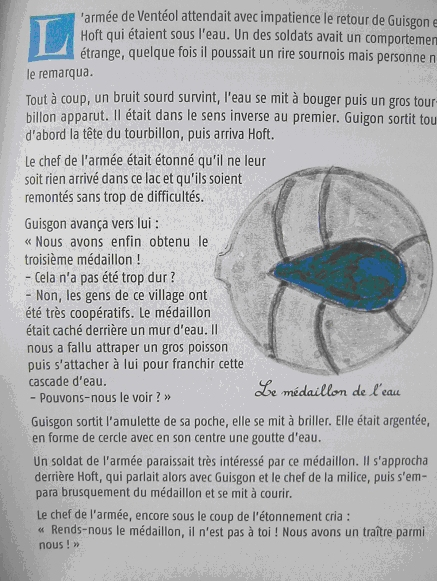 L'armée de Ventéol attendait avec impatience le retour de Guisgon e
Hoft qui étaient sous l'eau. Un des soldats avait un comportemen
étrange, quelque fois il poussait un rire sournois mais personne n
le remarqua.
Tout à coup, un bruit sourd survint, l'eau se mit à bouger puis un gros tour-
billon apparut. Il était dans le sens inverse au premier. Guigon sortit tou
d'abord la tête du tourbillon, puis arriva Hoft.
Le chef de l'armée était étonné qu'il ne leur
soit rien arrivé dans ce lac et qu'ils soient
remontés sans trop de difficultés.
Guisgon avança vers lui :
« Nous avons enfin obtenu le
troisième médaillon !
- Cela n'a pas été trop dur ?
- Non, les gens de ce village ont
été très coopératifs. Le médaillon
était caché derrière un mur d'eau. Il
nous a fallu attraper un gros poisson
puis s'attacher à lui pour franchir cette
cascade d'eau.
- Pouvons-nous le voir ? »
Le médaillon de l'eau
Guisgon sortit l'amulette de sa poche, elle se mit à briller. Elle était argentée,
en forme de cercle avec en son centre une goutte d'eau.
Un soldat de l'armée paraissait très intéressé par ce médaillon. Il s'approcha
derrière Hoft, qui parlait alors avec Guisgon et le chef de la milice, puis s'em-
para brusquement du médaillon et se mit à courir.
Le chef de l'armée, encore sous le coup de l'étonnement cria :
« Rends-nous le médaillon, il n'est pas à toi ! Nous avons un traître parmi
nous ! »